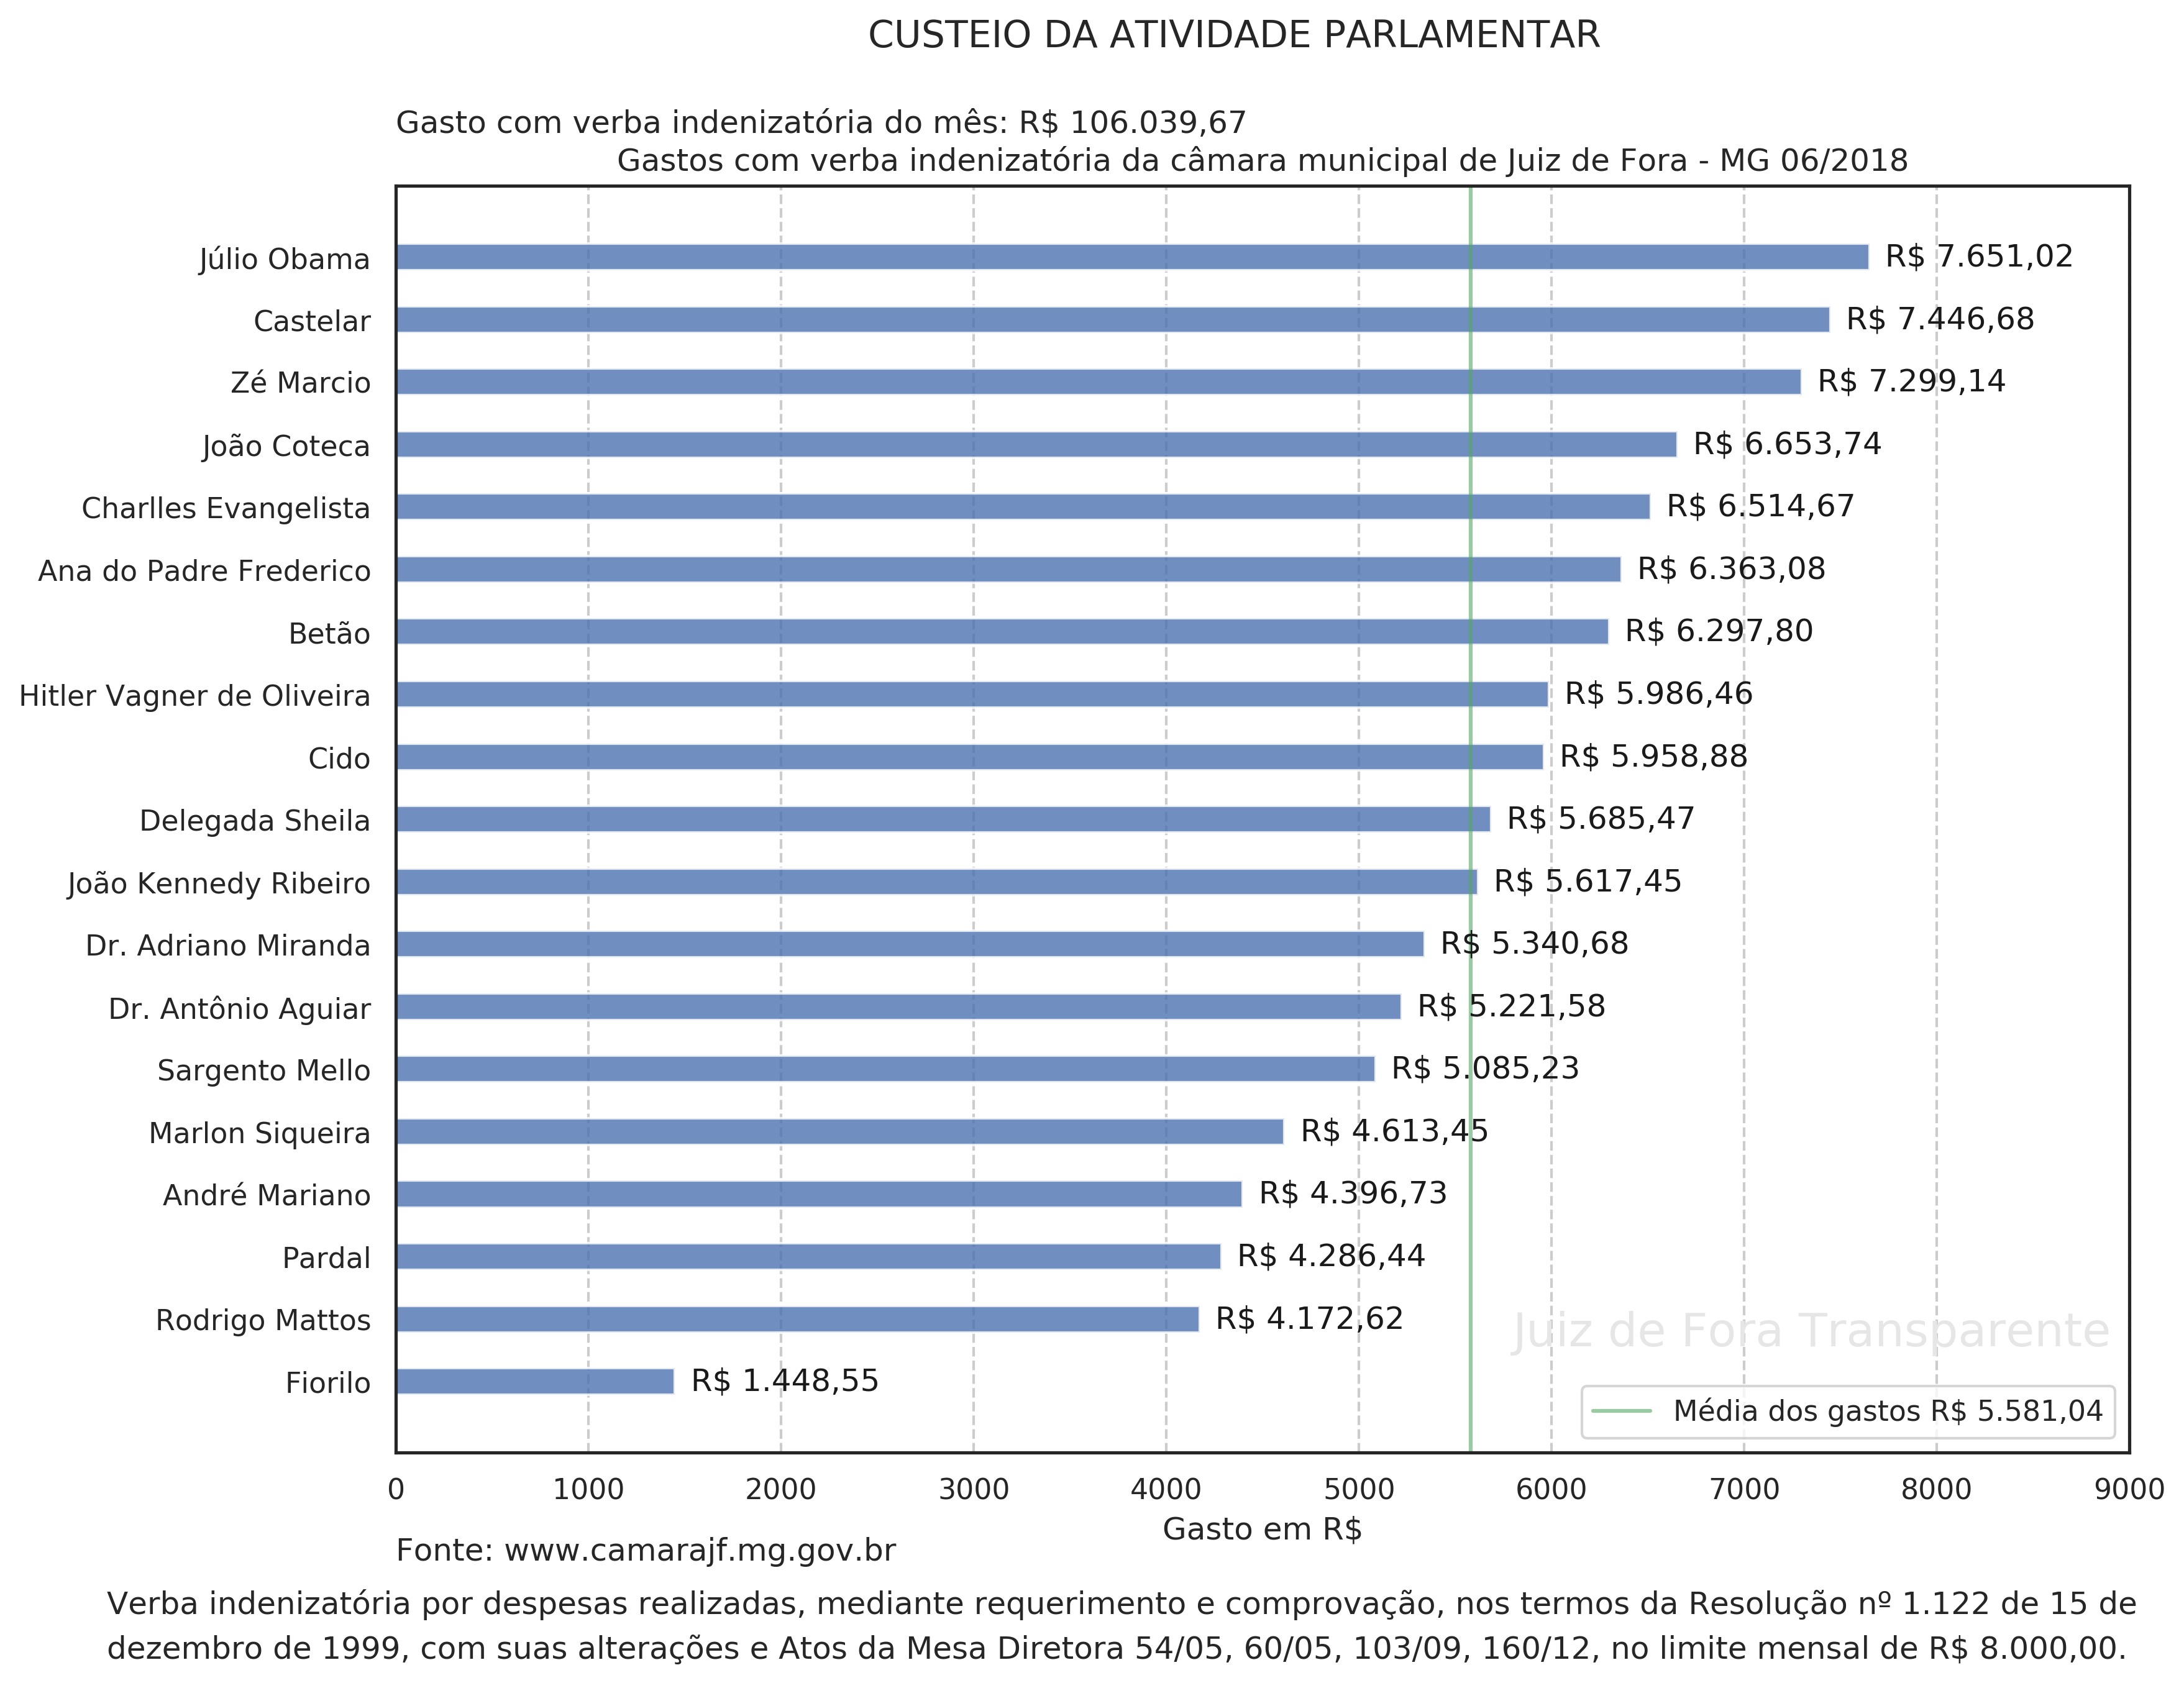 CUSTEIO DA ATIVIDADE PARLAMENTAR
Gasto com verba indenizatória do mês: R$ 106.039,67
Gastos com verba indenizatória da câmara municipal de Juiz de Fora - MG 06/2018
Júlio Obama R$ 7.651,02
Castelar R$ 7.446,68
Zé Marcio R$ 7.299,14
João Coteca R$ 6.653,74
Charlles Evangelista R$ 6.514,67
Ana do Padre Frederico R$ 6.363,08
Betão R$ 6.297,80
Hitler Vagner de Oliveira R$ 5.986,46
Cido R$ 5.958,88
Delegada Sheila R$ 5.685,47
João Kennedy Ribeiro R$ 5.617,45
Dr. Adriano Miranda R$ 5.340,68
Dr. Antônio Aguiar R$ 5.221,58
Sargento Mello R$ 5.085,23
Marlon Siqueira R$ 4.613,45
André Mariano R$ 4.396,73
Pardal R$ 4.286,44
Rodrigo Mattos R$ 4.172,62
Juiz de Fora Transparente
Fiorilo R$ 1.448,55
Média dos gastos R$ 5.581,04
0 1000 2000 3000 4000 5000 6000 7000 8000 9000
Gasto em R$
Fonte: www.camarajf.mg.gov.br
Verba indenizatória por despesas realizadas, mediante requerimento e comprovação, nos termos da Resolução nº 1.122 de 15 de
dezembro de 1999, com suas alterações e Atos da Mesa Diretora 54/05, 60/05, 103/09, 160/12, no limite mensal de R$ 8.000,00.